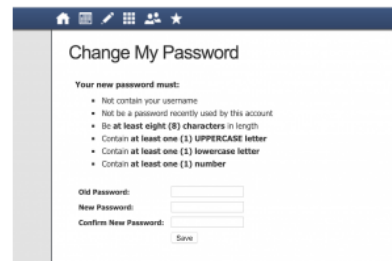 Change My Password
Your new password must:
Not contain your username
Not be a password recently used by this account
Be at least eight (8) characters in length
Contain at least one (1) UPPERCASE letter
Contain at least one (1) lowercase letter
Contain at least one (1) number
Old Password:
New Password:
Confirm New Password:
Save